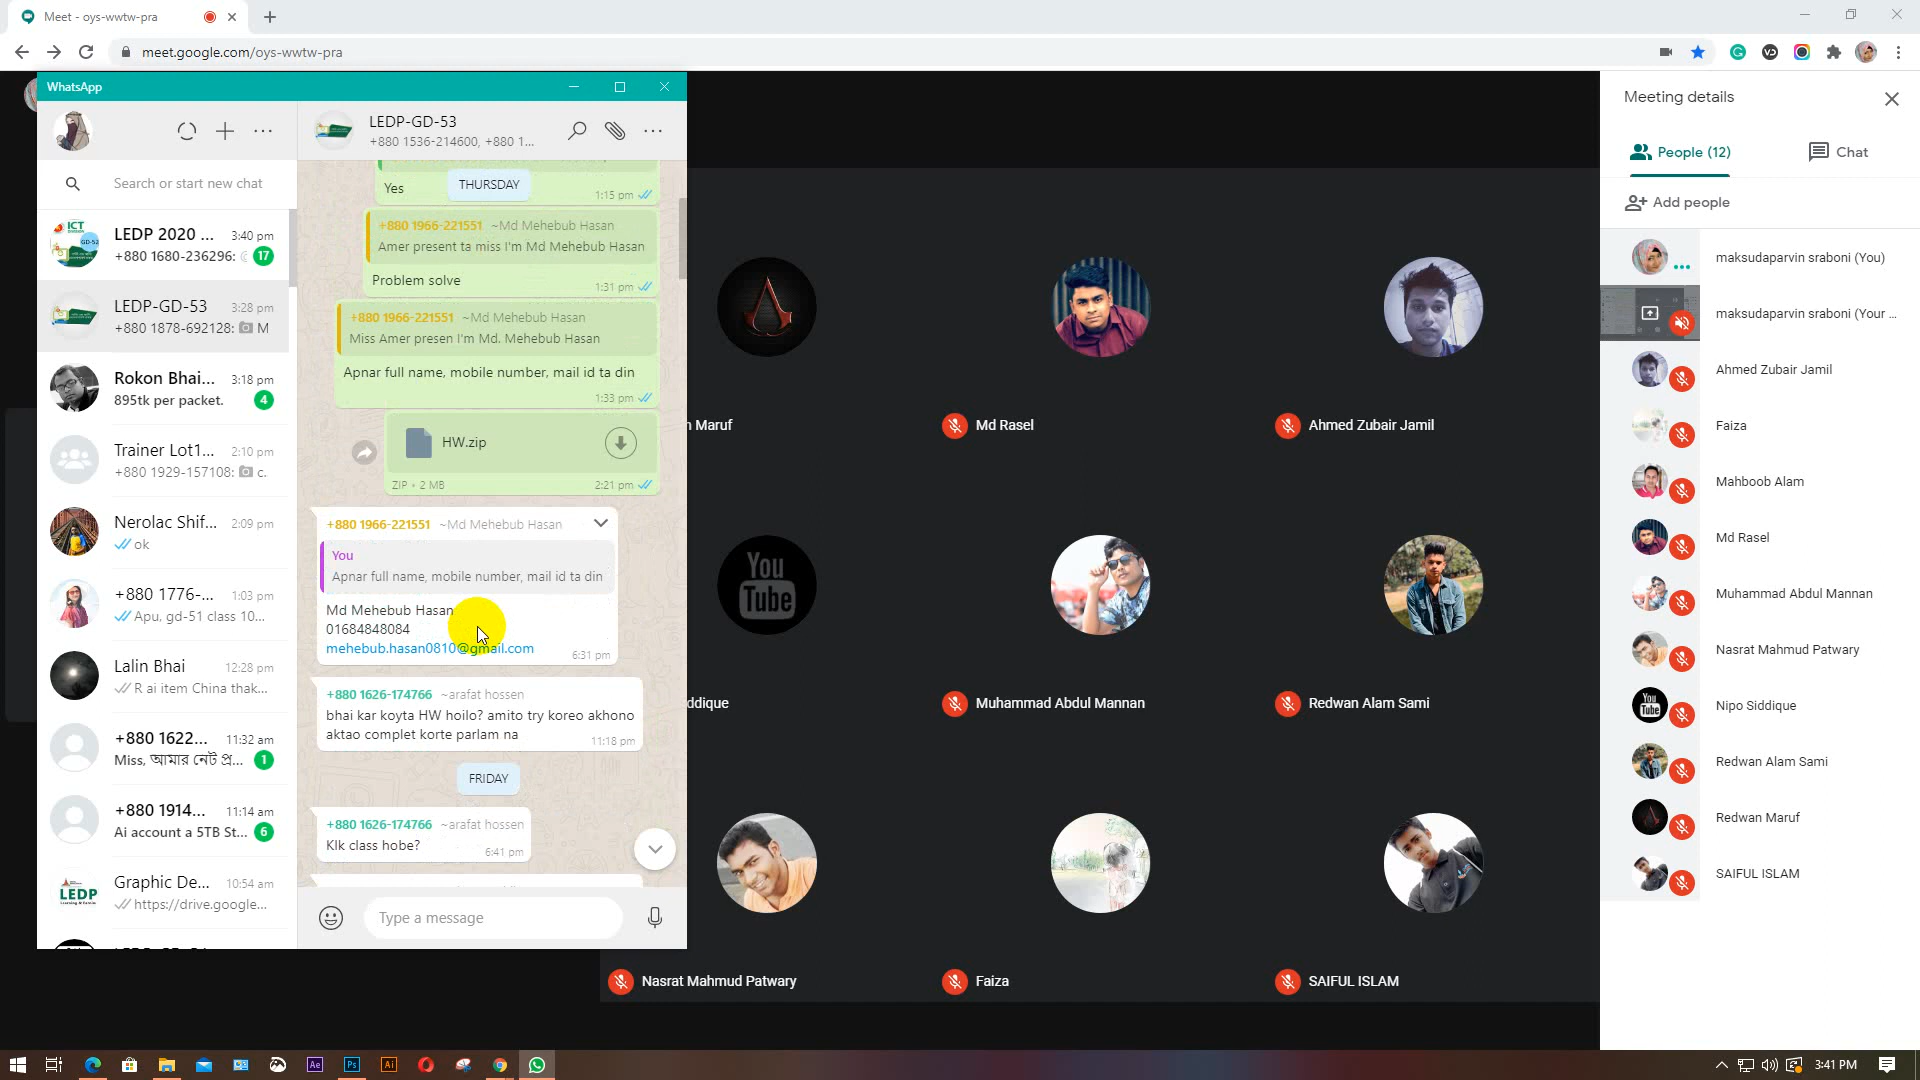 Meet - oys-wwtw-pra
meet.google.com/oys-wwtw-pra
WhatsApp
Search or start new chat
LEDP 2020 ... 3:40 pm
+880 1680-236296: 17
LEDP-GD-53 3:28 pm
+880 1878-692128: M
Rokon Bhai... 3:18 pm
895tk per packet. 4
Trainer Lot1... 2:10 pm
+880 1929-157108: c.
Nerolac Shif... 2:09 pm
ok
+880 1776-... 1:03 pm
Apu, gd-51 class 10...
Lalin Bhai 12:28 pm
R ai item China thak...
+880 1622... 11:32 am
Miss, আমার নেট প্র... 1
+880 1914... 11:14 am
Ai account a 5TB St... 6
Graphic De... 10:54 am
https://drive.google...
ICT
LEDP
LEDP-GD-53
+880 1536-214600, +880 1...
THURSDAY
Yes
1:15 pm
+880 1966-221551 ~Md Mehebub Hasan
Amer present ta miss I'm Md Mehebub Hasan
Problem solve
1:31 pm
+880 1966-221551 ~Md Mehebub Hasan
Miss Amer presen I'm Md. Mehebub Hasan
Apnar full name, mobile number, mail id ta din
1:33 pm
HW.zip
ZIP • 2 MB 2:21 pm
+880 1966-221551 ~Md Mehebub Hasan
You
Apnar full name, mobile number, mail id ta din
Md Mehebub Hasan
01684848084
mehebub.hasan0810@gmail.com
6:31 pm
+880 1626-174766 ~arafat hossen
bhai kar koyta HW hoilo? amito try koreo akhono
aktao complet korte parlam na
11:18 pm
FRIDAY
+880 1626-174766 ~arafat hossen
Klk class hobe?
6:41 pm
Type a message
n Maruf
Md Rasel
Ahmed Zubair Jamil
You
Tube
ddique
Muhammad Abdul Mannan
Redwan Alam Sami
Nasrat Mahmud Patwary
Faiza
SAIFUL ISLAM
Meeting details
People (12)
Chat
Add people
maksudaparvin sraboni (You)
maksudaparvin sraboni (Your ...
Ahmed Zubair Jamil
Faiza
Mahboob Alam
Md Rasel
Muhammad Abdul Mannan
Nasrat Mahmud Patwary
Nipo Siddique
Redwan Alam Sami
Redwan Maruf
SAIFUL ISLAM
Ae
Ps
Ai
3:41 PM